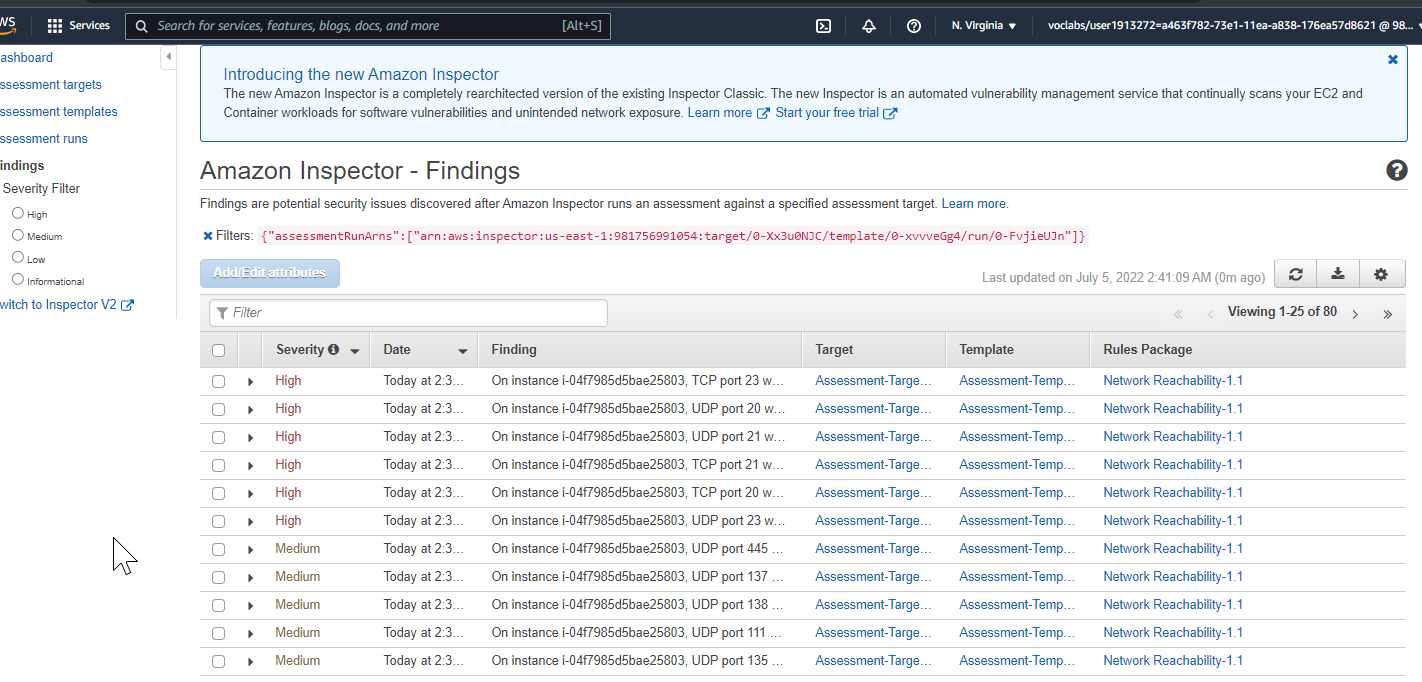 WS Services Search for services, features, blogs, docs, and more [Alt+S] N. Virginia voclabs/user1913272=a463f782-73e1-11ea-a838-176ea57d8621 @ 98...
ashboard
ssessment targets
ssessment templates
ssessment runs
indings
Severity Filter
High
Medium
Low
Informational
witch to Inspector V2
Introducing the new Amazon Inspector
The new Amazon Inspector is a completely rearchitected version of the existing Inspector Classic. The new Inspector is an automated vulnerability management service that continually scans your EC2 and
Container workloads for software vulnerabilities and unintended network exposure. Learn more Start your free trial
Amazon Inspector - Findings
Findings are potential security issues discovered after Amazon Inspector runs an assessment against a specified assessment target. Learn more.
Filters: {"assessmentRunArns":["arn:aws:inspector:us-east-1:981756991054:target/0-Xx3u0NJC/template/0-xvvveGg4/run/0-FvjieUJn"]}
Add/Edit attributes Last updated on July 5, 2022 2:41:09 AM (0m ago)
Filter « ‹ Viewing 1-25 of 80 › »
Severity Date Finding Target Template Rules Package
High Today at 2:3... On instance i-04f7985d5bae25803, TCP port 23 w... Assessment-Targe... Assessment-Temp... Network Reachability-1.1
High Today at 2:3... On instance i-04f7985d5bae25803, UDP port 20 w... Assessment-Targe... Assessment-Temp... Network Reachability-1.1
High Today at 2:3... On instance i-04f7985d5bae25803, UDP port 21 w... Assessment-Targe... Assessment-Temp... Network Reachability-1.1
High Today at 2:3... On instance i-04f7985d5bae25803, TCP port 21 w... Assessment-Targe... Assessment-Temp... Network Reachability-1.1
High Today at 2:3... On instance i-04f7985d5bae25803, TCP port 20 w... Assessment-Targe... Assessment-Temp... Network Reachability-1.1
High Today at 2:3... On instance i-04f7985d5bae25803, UDP port 23 w... Assessment-Targe... Assessment-Temp... Network Reachability-1.1
Medium Today at 2:3... On instance i-04f7985d5bae25803, UDP port 445 ... Assessment-Targe... Assessment-Temp... Network Reachability-1.1
Medium Today at 2:3... On instance i-04f7985d5bae25803, UDP port 137 ... Assessment-Targe... Assessment-Temp... Network Reachability-1.1
Medium Today at 2:3... On instance i-04f7985d5bae25803, UDP port 138 ... Assessment-Targe... Assessment-Temp... Network Reachability-1.1
Medium Today at 2:3... On instance i-04f7985d5bae25803, UDP port 111 ... Assessment-Targe... Assessment-Temp... Network Reachability-1.1
Medium Today at 2:3... On instance i-04f7985d5bae25803, UDP port 135 ... Assessment-Targe... Assessment-Temp... Network Reachability-1.1